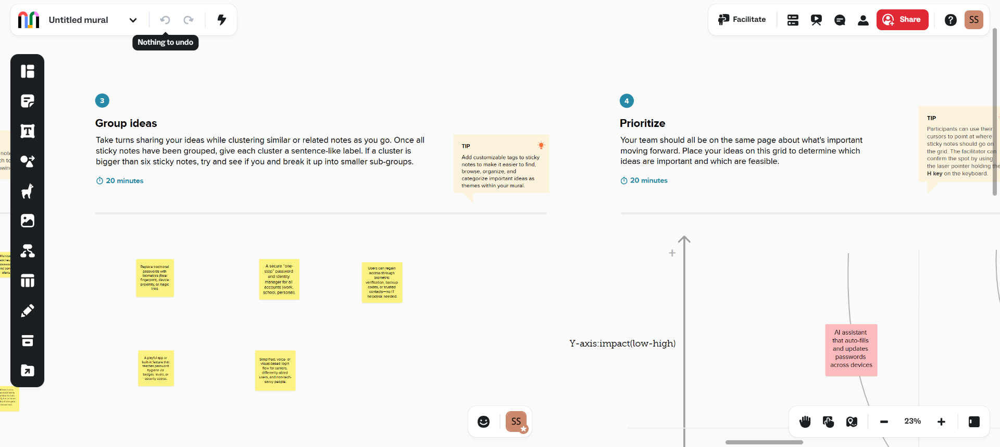 Untitled mural
Nothing to undo
Facilitate
Share
SS
3
Group ideas
Take turns sharing your ideas while clustering similar or related notes as you go. Once all
sticky notes have been grouped, give each cluster a sentence-like label. If a cluster is
bigger than six sticky notes, try and see if you and break it up into smaller sub-groups.
20 minutes
TIP
Add customizable tags to sticky
notes to make it easier to find,
browse, organize, and
categorize important ideas as
themes within your mural.
4
Prioritize
Your team should all be on the same page about what's important
moving forward. Place your ideas on this grid to determine which
ideas are important and which are feasible.
20 minutes
TIP
Participants can use their
cursors to point at where
sticky notes should go on
the grid. The facilitator can
confirm the spot by using
the laser pointer holding the
H key on the keyboard.
Replace traditional
passwords with
biometrics (face/
fingerprint), device
proximity, or magic
links.
A secure "one-
stop" password
and identity
manager for all
accounts (work,
school, personal).
Users can regain
access through
biometric
verification, backup
codes, or trusted
contacts—no IT
helpdesk needed.
A playful app or
built-in feature that
teaches password
hygiene via
badges, levels, or
security scores.
Simplified, voice- or
visual-based login
flow for seniors,
differently-abled
users, and non-tech-
savvy people.
Y-axis:impact(low-high)
AI assistant
that auto-fills
and updates
passwords
across devices
SS
23%